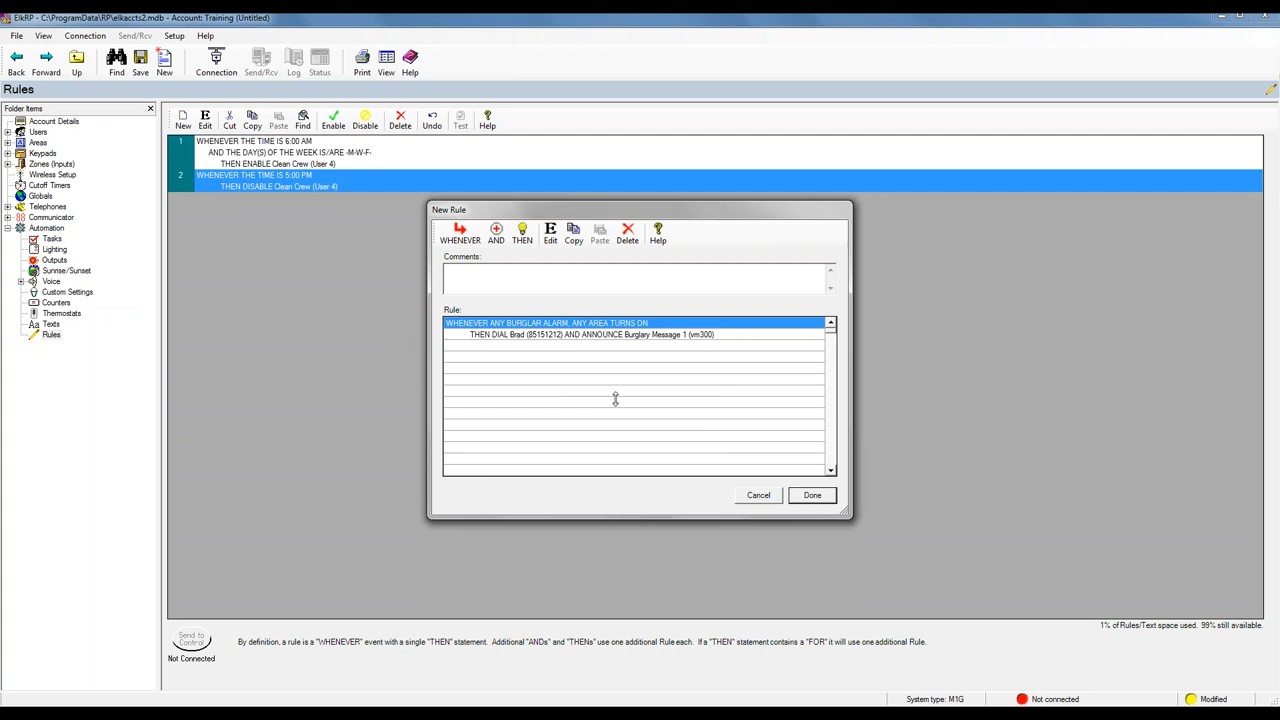 ElkRP - C:\ProgramData\RP\elkaccts2.mdb - Account: Training (Untitled)
File View Connection Send/Rcv Setup Help
Back Forward Up Find Save New Connection Send/Rcv Log Status Print View Help
Rules
Folder Items
Account Details
Users
Areas
Keypads
Zones (Inputs)
Wireless Setup
Cutoff Timers
Globals
Telephones
Communicator
Automation
Tasks
Lighting
Outputs
Sunrise/Sunset
Voice
Custom Settings
Counters
Thermostats
Texts
Rules
New Edit Cut Copy Paste Find Enable Disable Delete Undo Test Help
1 WHENEVER THE TIME IS 6:00 AM
AND THE DAY(S) OF THE WEEK IS/ARE -M-W-F-
THEN ENABLE Clean Crew (User 4)
2 WHENEVER THE TIME IS 5:00 PM
THEN DISABLE Clean Crew (User 4)
New Rule
WHENEVER AND THEN Edit Copy Paste Delete Help
Comments:
Rule:
WHENEVER ANY BURGLAR ALARM, ANY AREA TURNS ON
THEN DIAL Brad (85151212) AND ANNOUNCE Burglary Message 1 (vm300)
Cancel Done
1% of Rules/Text space used. 99% still available.
Send to
Control
Not Connected
By definition, a rule is a "WHENEVER" event with a single "THEN" statement. Additional "ANDs" and "THENs" use one additional Rule each. If a "THEN" statement contains a "FOR" it will use one additional Rule.
System type: M1G Not connected Modified